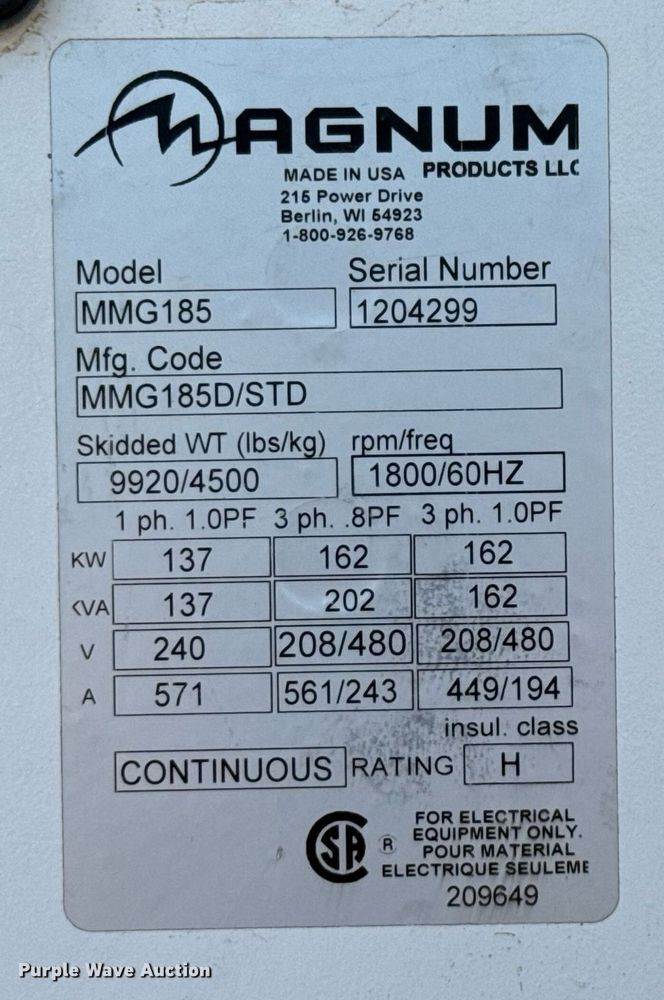 MAGNUM
MADE IN USA PRODUCTS LLC
215 Power Drive
Berlin, WI 54923
1-800-926-9768
Model Serial Number
MMG185 1204299
Mfg. Code
MMG185D/STD
Skidded WT (lbs/kg) rpm/freq
9920/4500 1800/60HZ
1 ph. 1.0PF 3 ph. .8PF 3 ph. 1.0PF
KW 137 162 162
KVA 137 202 162
V 240 208/480 208/480
A 571 561/243 449/194
insul. class
CONTINUOUS RATING H
FOR ELECTRICAL
EQUIPMENT ONLY.
POUR MATERIAL
ELECTRIQUE SEULEME
CSA ®
209649
Purple Wave Auction